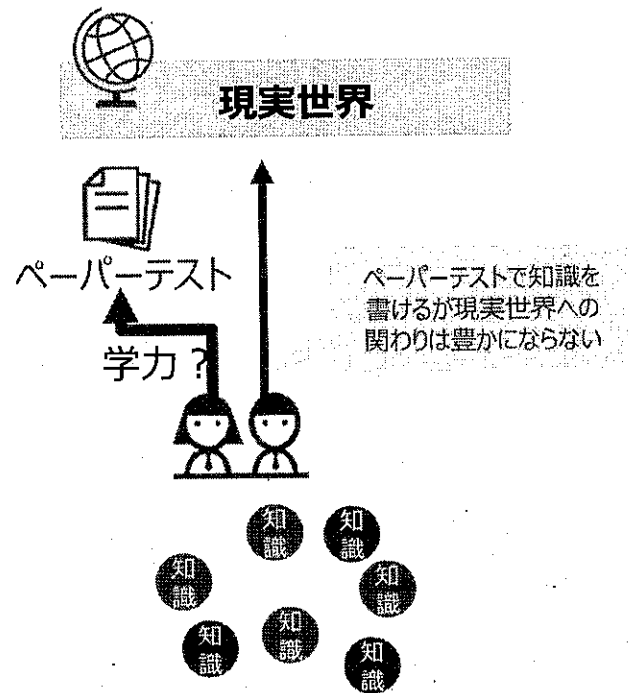 現実世界
ペーパーテスト
ペーパーテストで知識を
書けるが現実世界への
関わりは豊かにならない
学力?
知識
知識
知識
知識
知識
知識
知識